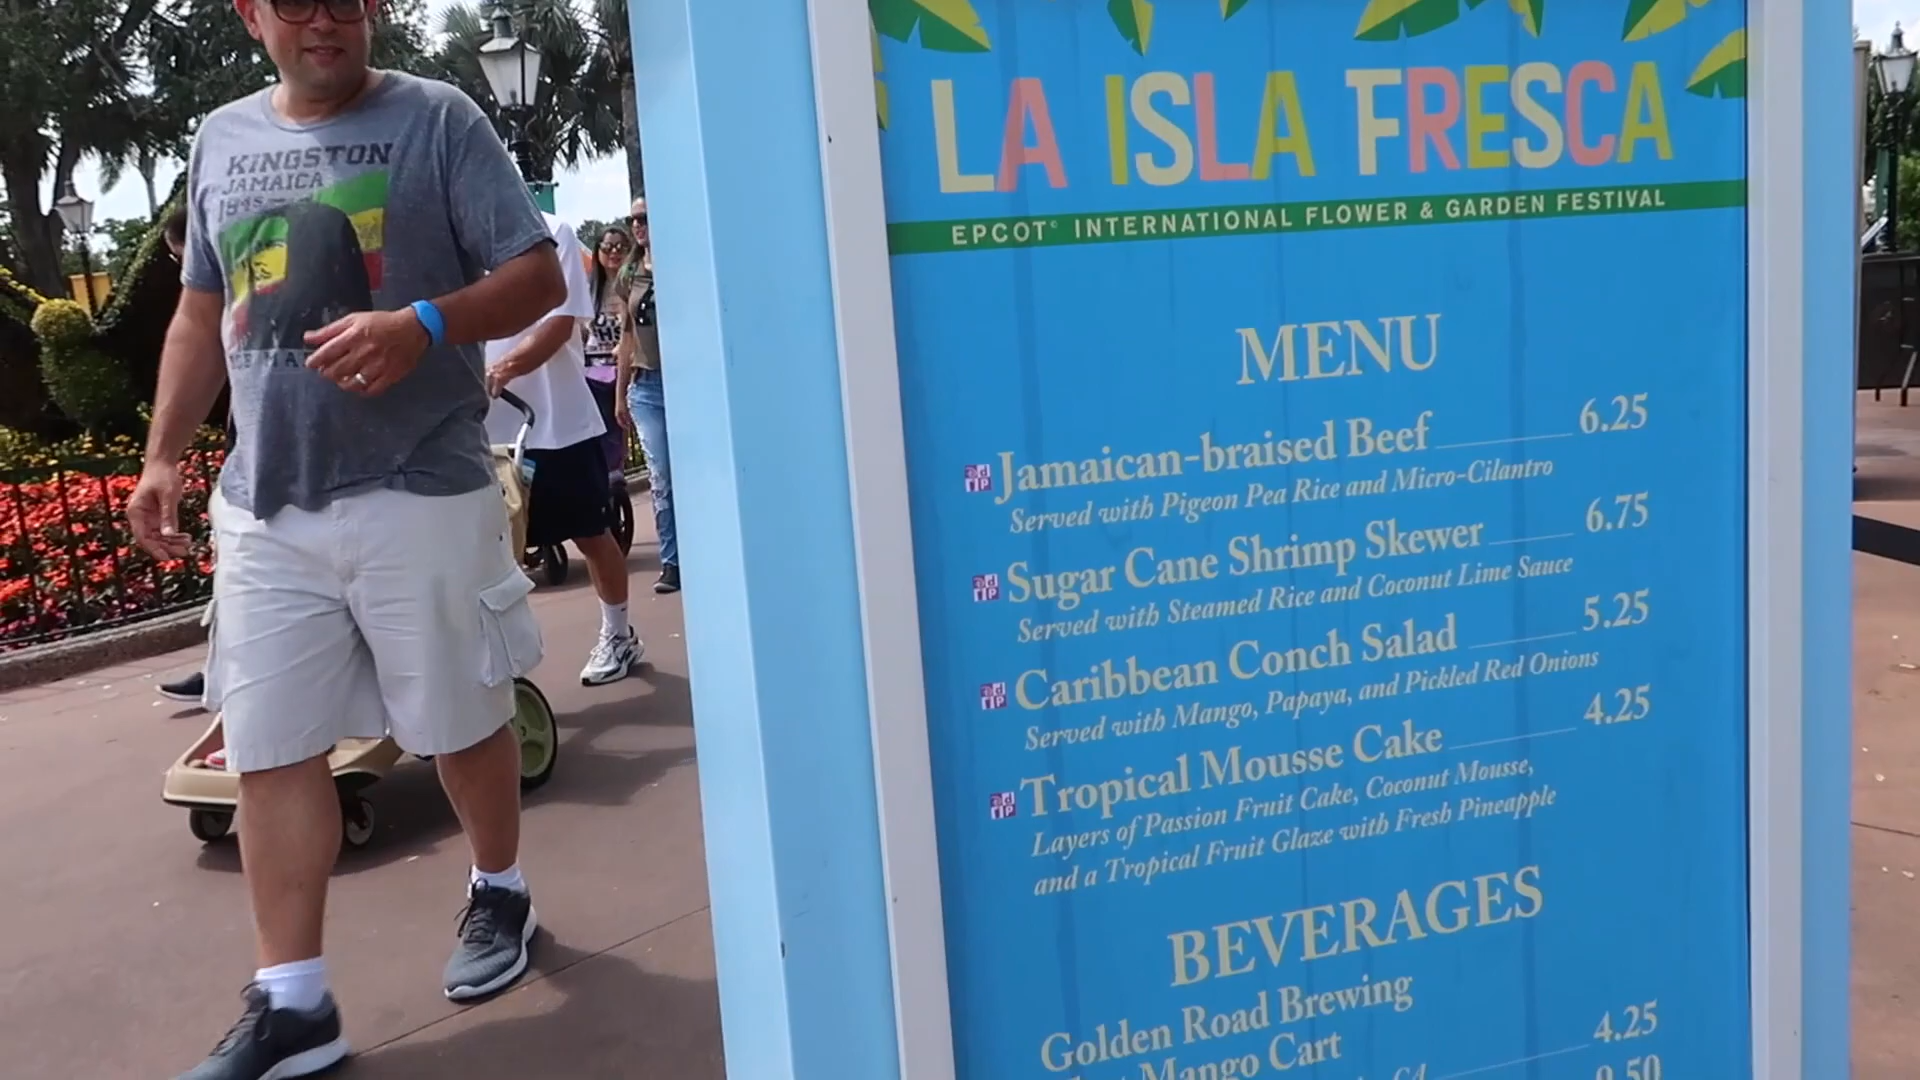 KINGSTON
JAMAICA
1945
LA ISLA FRESCA
EPCOT® INTERNATIONAL FLOWER & GARDEN FESTIVAL
MENU
Jamaican-braised Beef 6.25
Served with Pigeon Pea Rice and Micro-Cilantro
Sugar Cane Shrimp Skewer 6.75
Served with Steamed Rice and Coconut Lime Sauce
Caribbean Conch Salad 5.25
Served with Mango, Papaya, and Pickled Red Onions
Tropical Mousse Cake 4.25
Layers of Passion Fruit Cake, Coconut Mousse,
and a Tropical Fruit Glaze with Fresh Pineapple
BEVERAGES
Golden Road Brewing
Mango Cart 4.25
CA 9.50